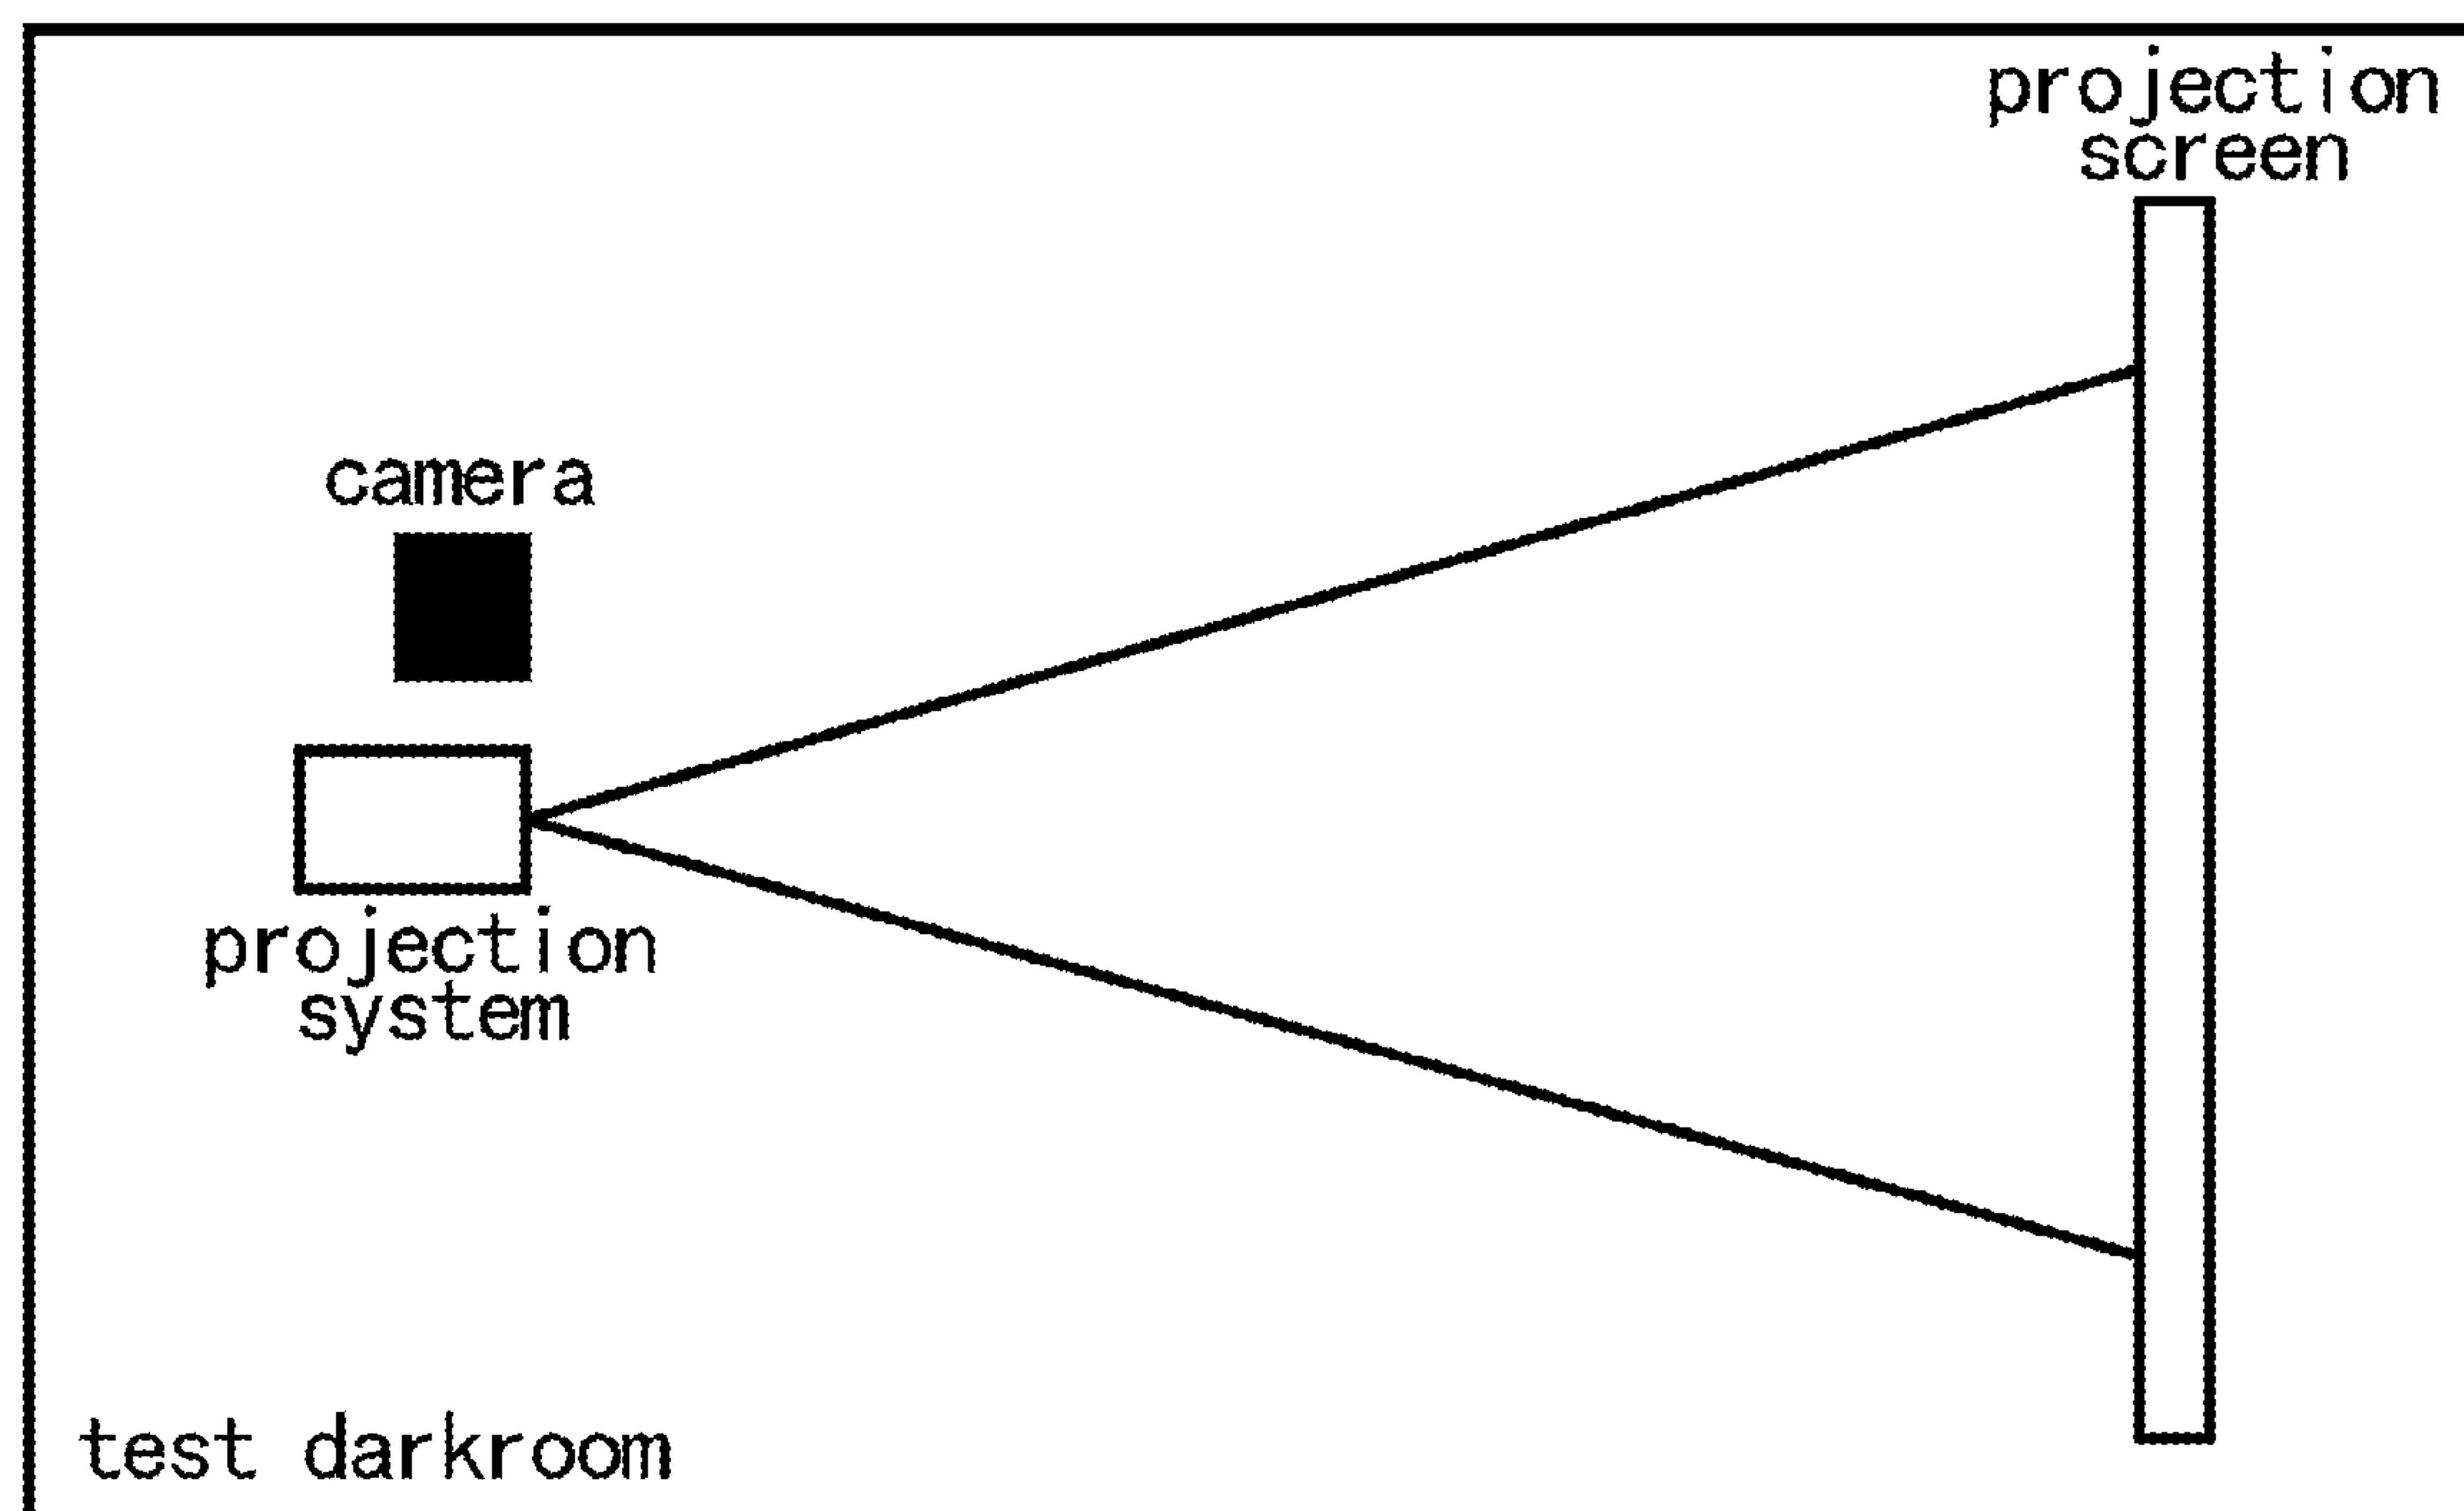 projection
screen
camera
projection
system
test darkroom